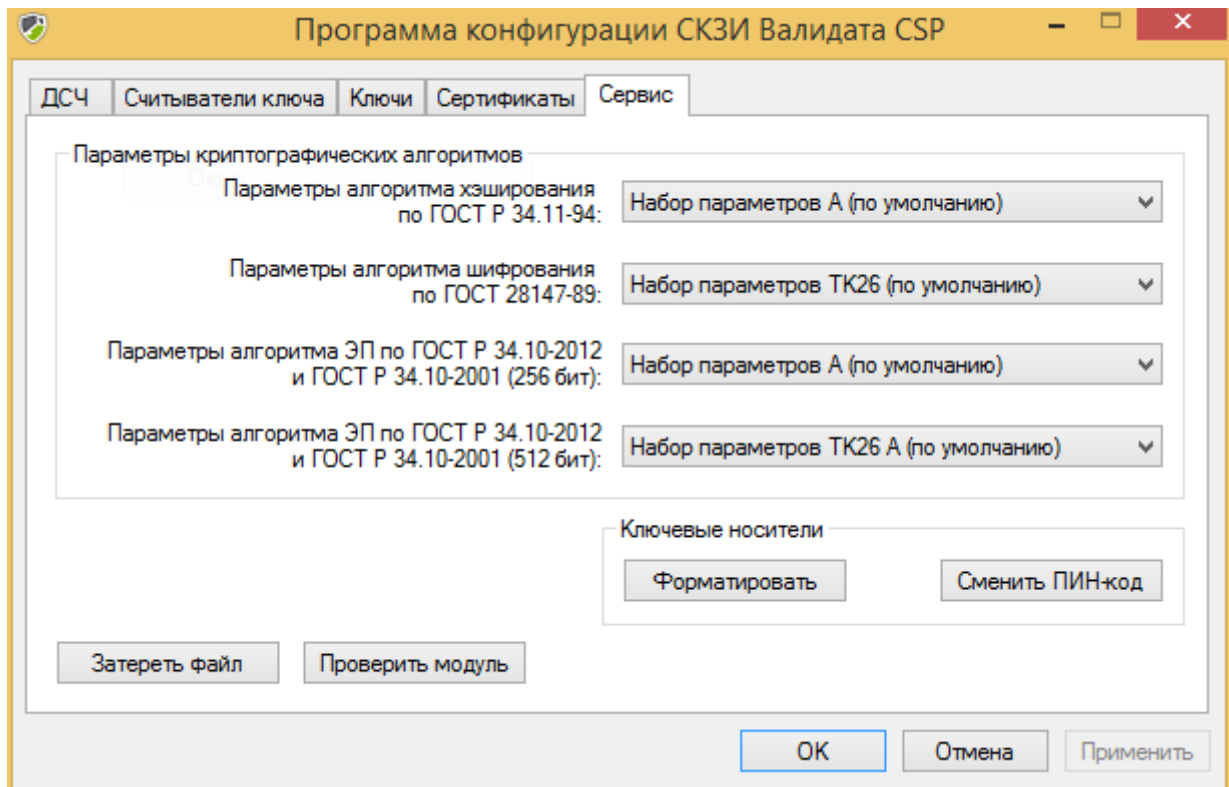 Программа конфигурации СКЗИ Валидата CSP
ДСЧ
Считыватели ключа
Ключи
Сертификаты
Сервис
Параметры криптографических алгоритмов
Параметры алгоритма хэширования
по ГОСТ Р 34.11-94:
Набор параметров А (по умолчанию)
Параметры алгоритма шифрования
по ГОСТ 28147-89:
Набор параметров ТК26 (по умолчанию)
Параметры алгоритма ЭП по ГОСТ Р 34.10-2012
и ГОСТ Р 34.10-2001 (256 бит):
Набор параметров А (по умолчанию)
Параметры алгоритма ЭП по ГОСТ Р 34.10-2012
и ГОСТ Р 34.10-2001 (512 бит):
Набор параметров ТК26 А (по умолчанию)
Ключевые носители
Форматировать
Сменить ПИН-код
Затереть файл
Проверить модуль
ОК
Отмена
Применить